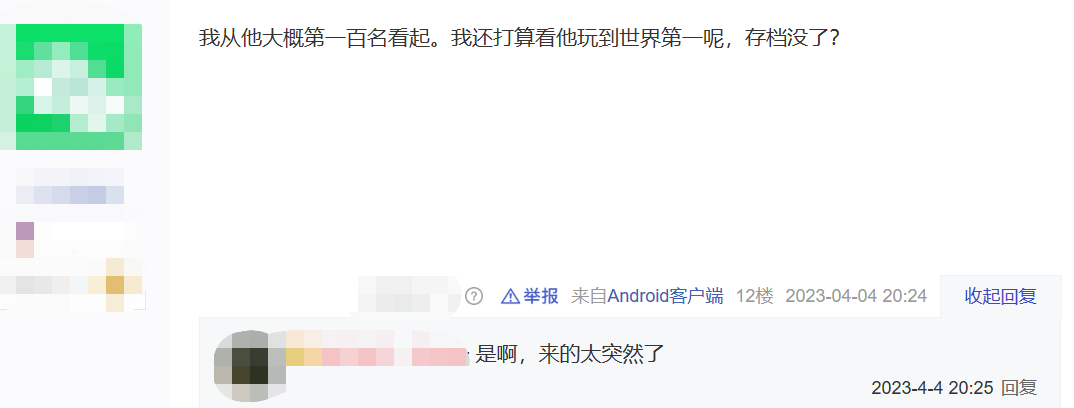 我从他大概第一百名看起。我还打算看他玩到世界第一呢，存档没了？
举报 来自Android客户端 12楼 2023-04-04 20:24 收起回复
是啊，来的太突然了
2023-4-4 20:25 回复